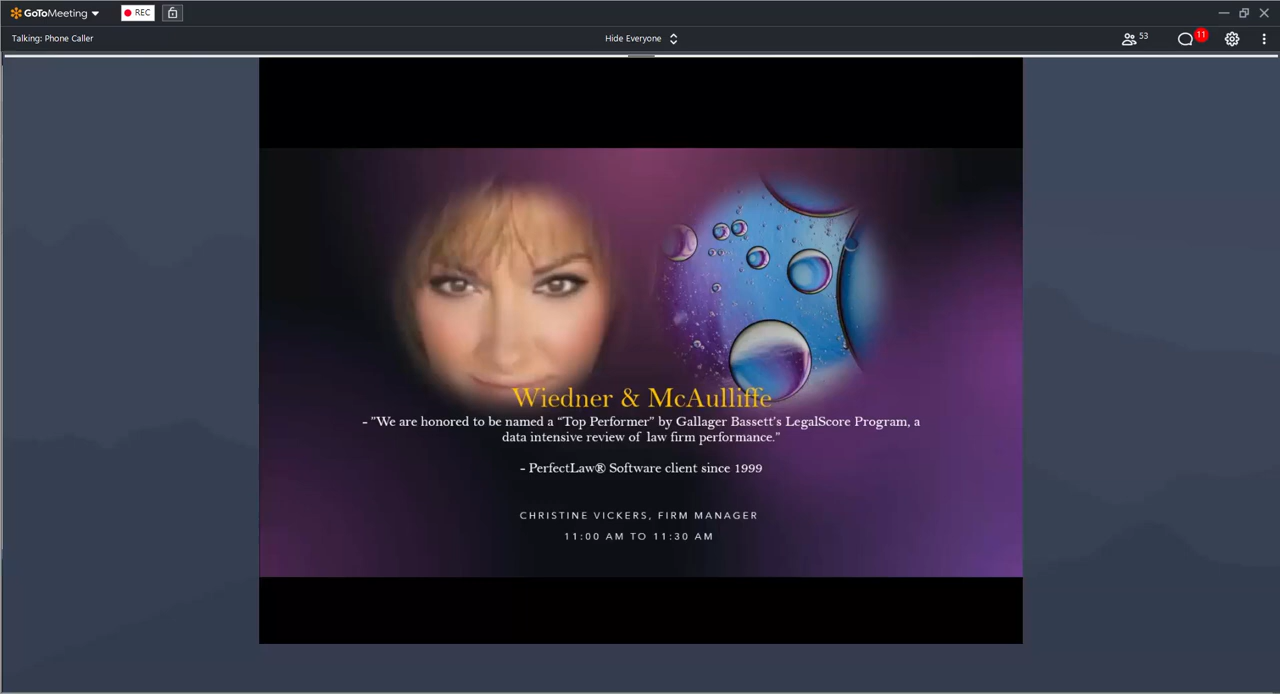 GoToMeeting
REC
Talking: Phone Caller
Hide Everyone
53
11
Wiedner & McAulliffe
- "We are honored to be named a “Top Performer” by Gallager Bassett's LegalScore Program, a
data intensive review of law firm performance."
- PerfectLaw® Software client since 1999
CHRISTINE VICKERS, FIRM MANAGER
11:00 AM TO 11:30 AM